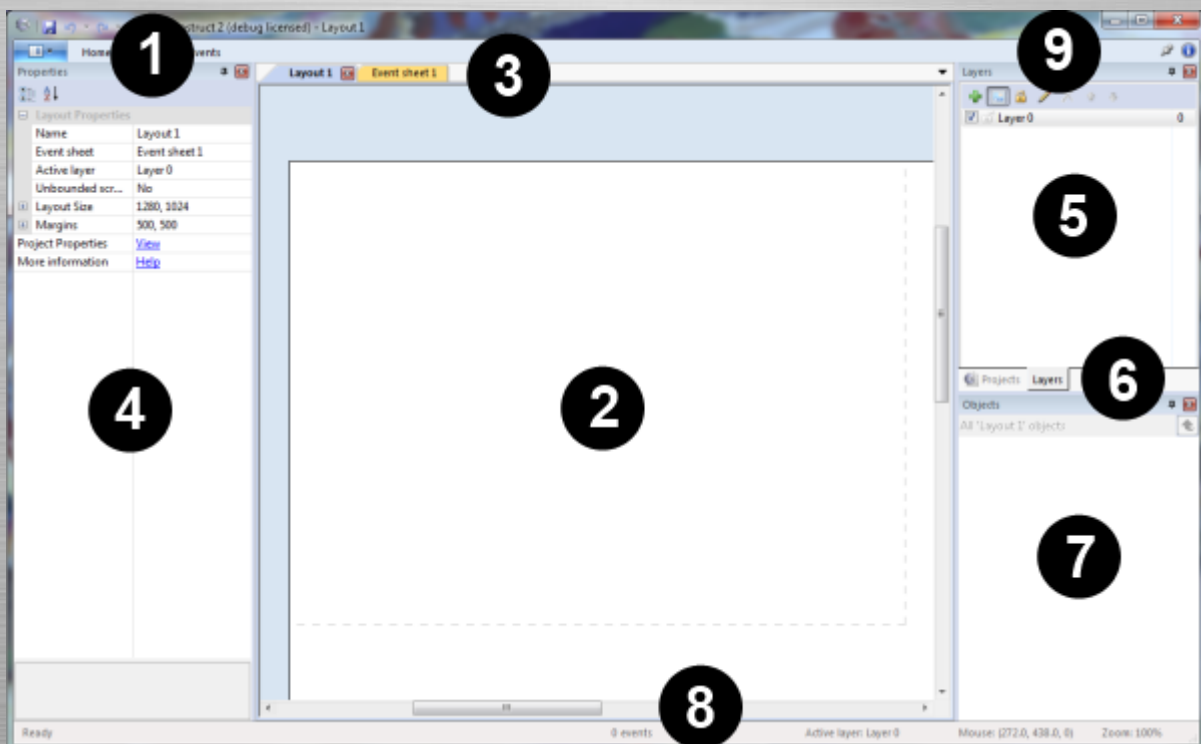 struct 2 (debug licensed) - Layout 1
1
9
Home
vents
3
Properties
Layout 1
Event sheet 1
Layers
Layout Properties
Name Layout 1
Event sheet Event sheet 1
Active layer Layer 0
Unbounded scr... No
Layout Size 1280, 1024
Margins 500, 500
Project Properties View
More information Help
Layer 0 0
5
4
2
6
Projects Layers
Objects
All 'Layout 1' objects
7
8
Ready 0 events Active layer: Layer 0 Mouse: (272.0, 438.0, 0) Zoom: 100%